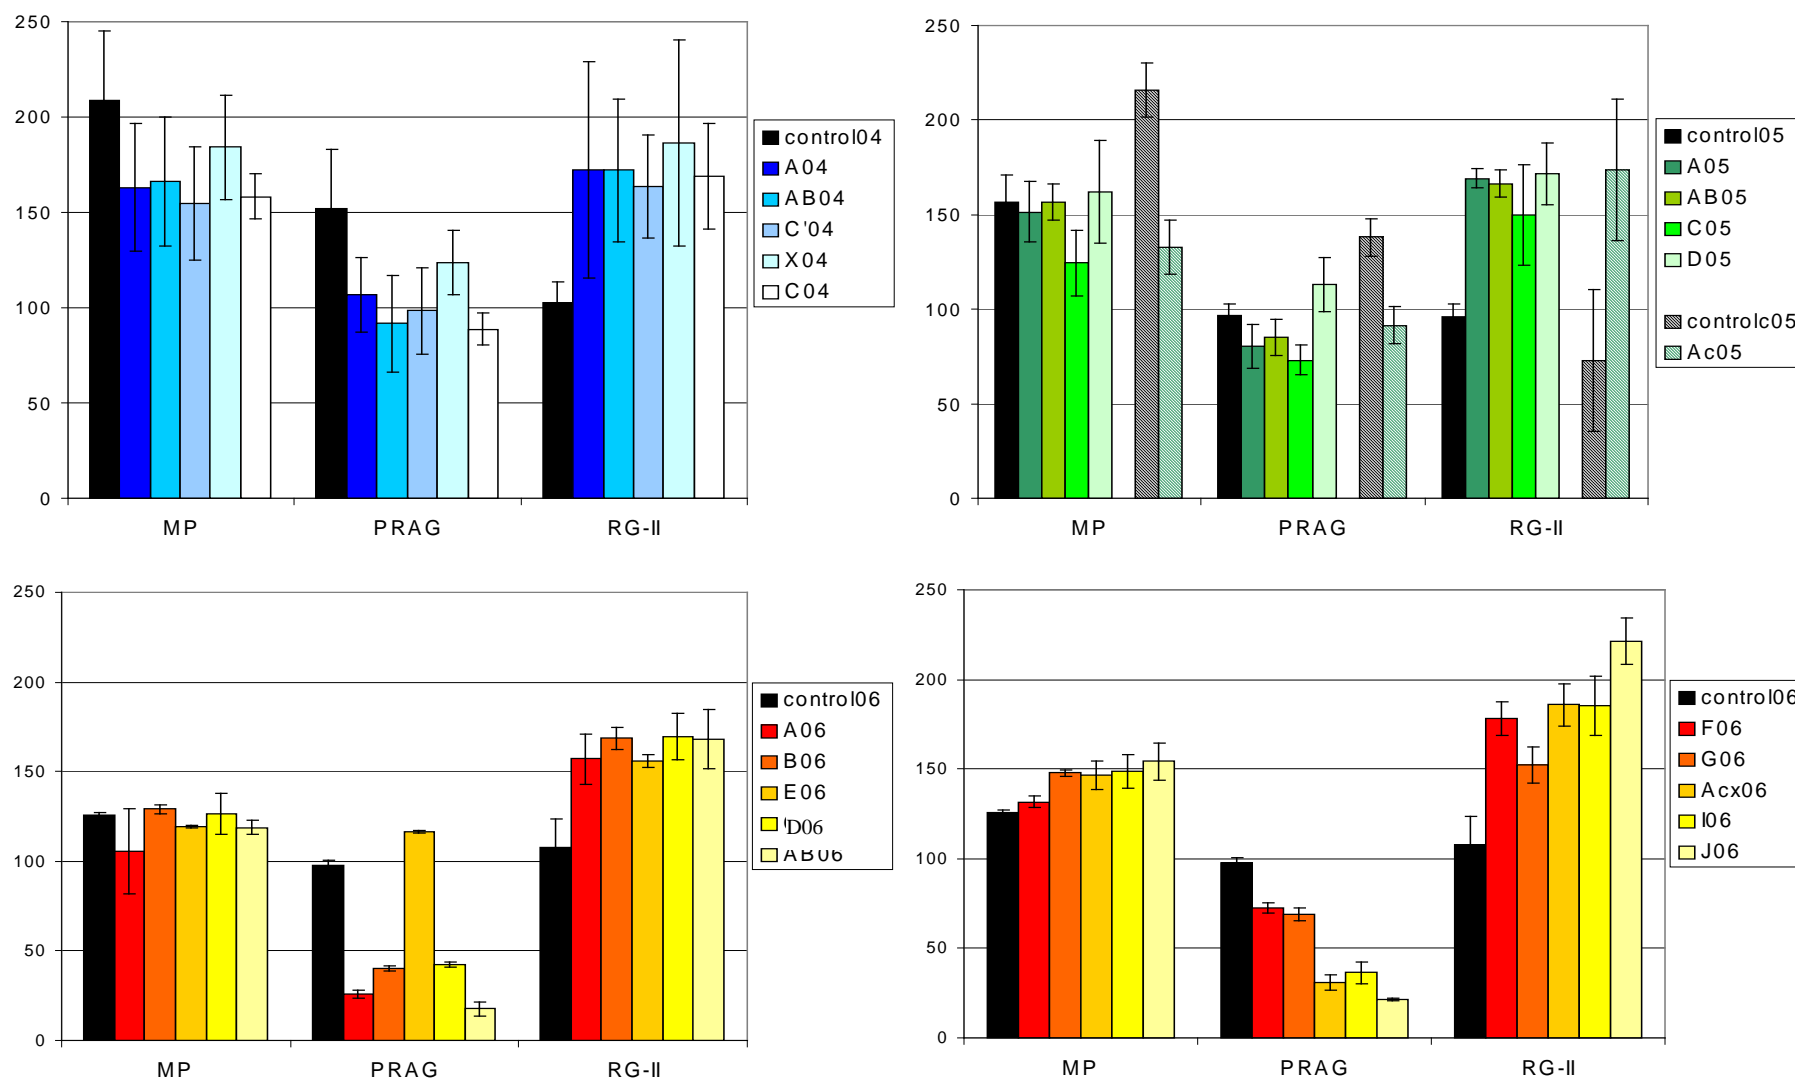 250
200
150
100
50
0
MP PRAG RG-II
control04
A04
AB04
C'04
X04
C04
250
200
150
100
50
0
MP PRAG RG-II
control05
A05
AB05
C05
D05
controlc05
Ac05
250
200
150
100
50
0
MP PRAG RG-II
control06
A06
B06
E06
D06
AB06
250
200
150
100
50
0
MP PRAG RG-II
control06
F06
G06
Acx06
I06
J06